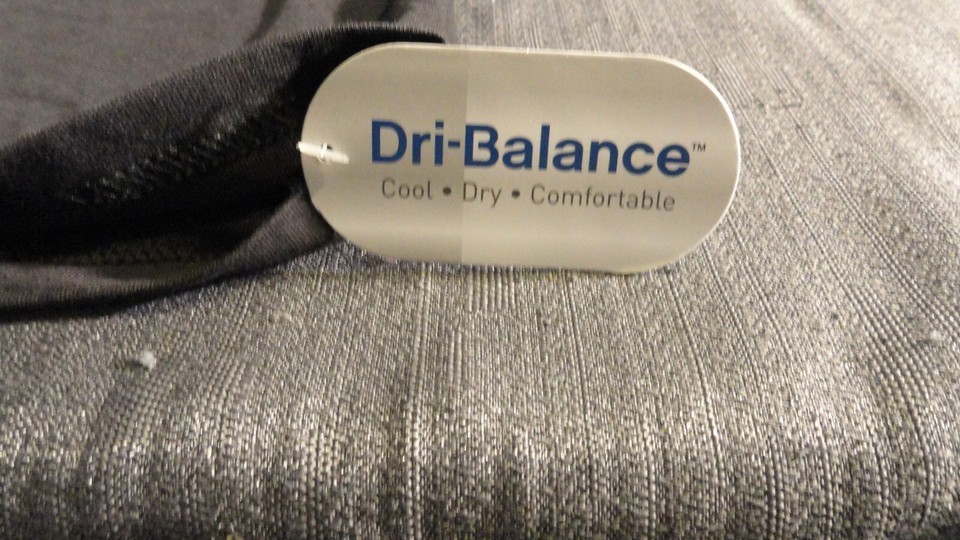 Dri-Balance™
Cool • Dry • Comfortable